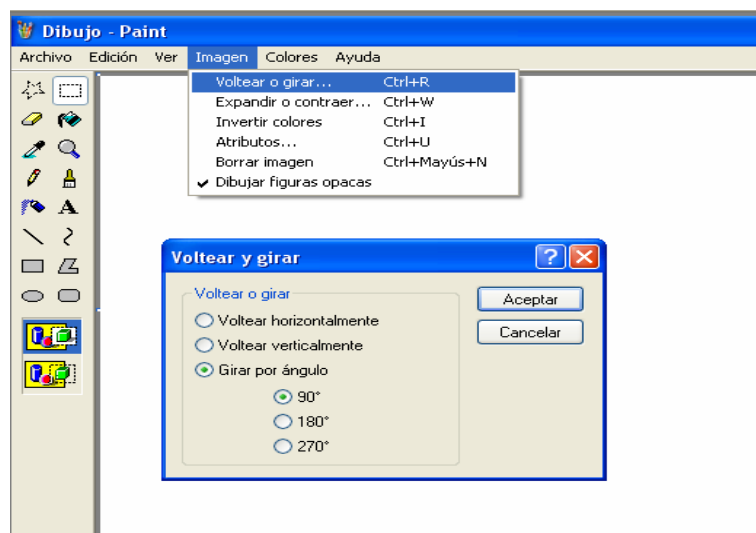 Dibujo - Paint
Archivo Edición Ver Imagen Colores Ayuda
Voltear o girar... Ctrl+R
Expandir o contraer... Ctrl+W
Invertir colores Ctrl+I
Atributos... Ctrl+U
Borrar imagen Ctrl+Mayús+N
Dibujar figuras opacas
A
Voltear y girar
Voltear o girar
Voltear horizontalmente
Voltear verticalmente
Girar por ángulo
90°
180°
270°
Aceptar
Cancelar